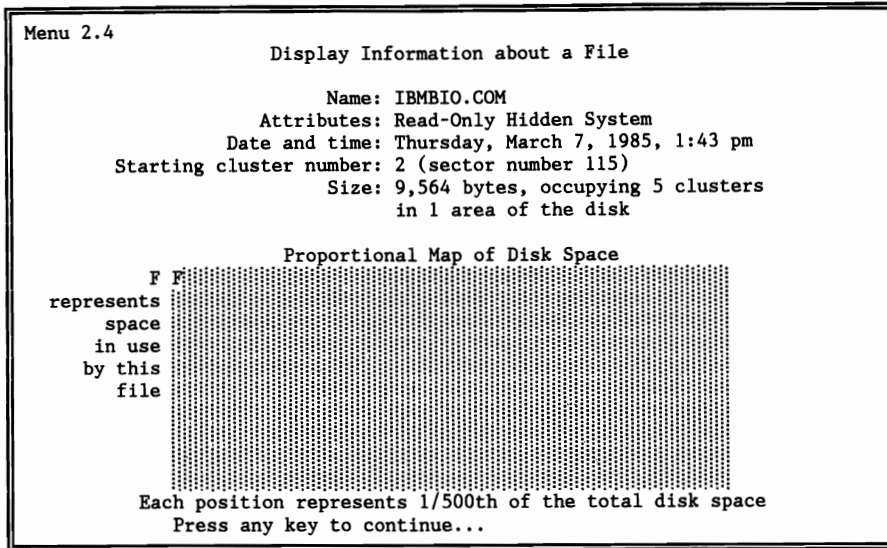 Menu 2.4
Display Information about a File
Name: IBMBIO.COM
Attributes: Read-Only Hidden System
Date and time: Thursday, March 7, 1985, 1:43 pm
Starting cluster number: 2 (sector number 115)
Size: 9,564 bytes, occupying 5 clusters
in 1 area of the disk
Proportional Map of Disk Space
F F
represents
space
in use
by this
file
Each position represents 1/500th of the total disk space
Press any key to continue...